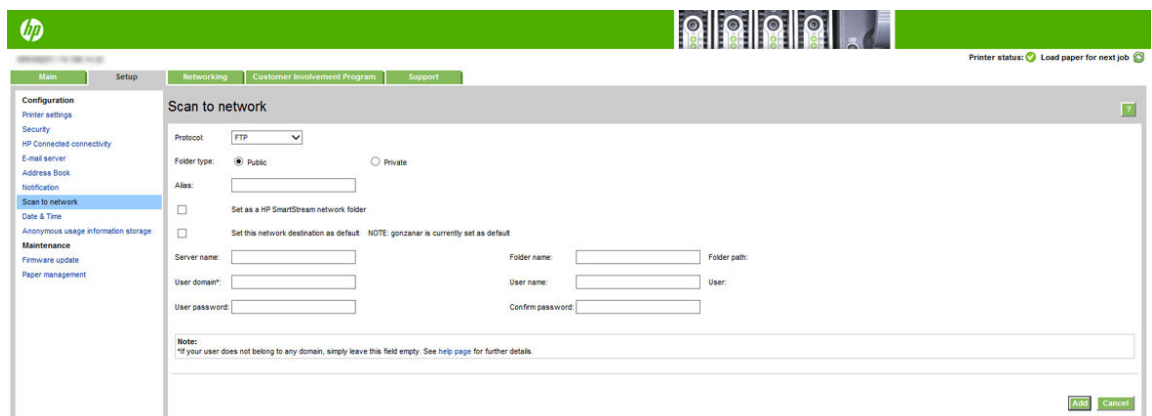 hp
Printer status: Load paper for next job
Main Setup Networking Customer Involvement Program Support
Configuration
Printer settings
Security
HP Connected connectivity
E-mail server
Address Book
Notification
Scan to network
Date & Time
Anonymous usage information storage
Maintenance
Firmware update
Paper management
Scan to network
?
Protocol: FTP
Folder type: Public Private
Alias:
Set as a HP SmartStream network folder
Set this network destination as default NOTE: gonzanar is currently set as default
Server name: Folder name: Folder path:
User domain*: User name: User:
User password: Confirm password:
Note:
*If your user does not belong to any domain, simply leave this field empty. See help page for further details.
Add Cancel